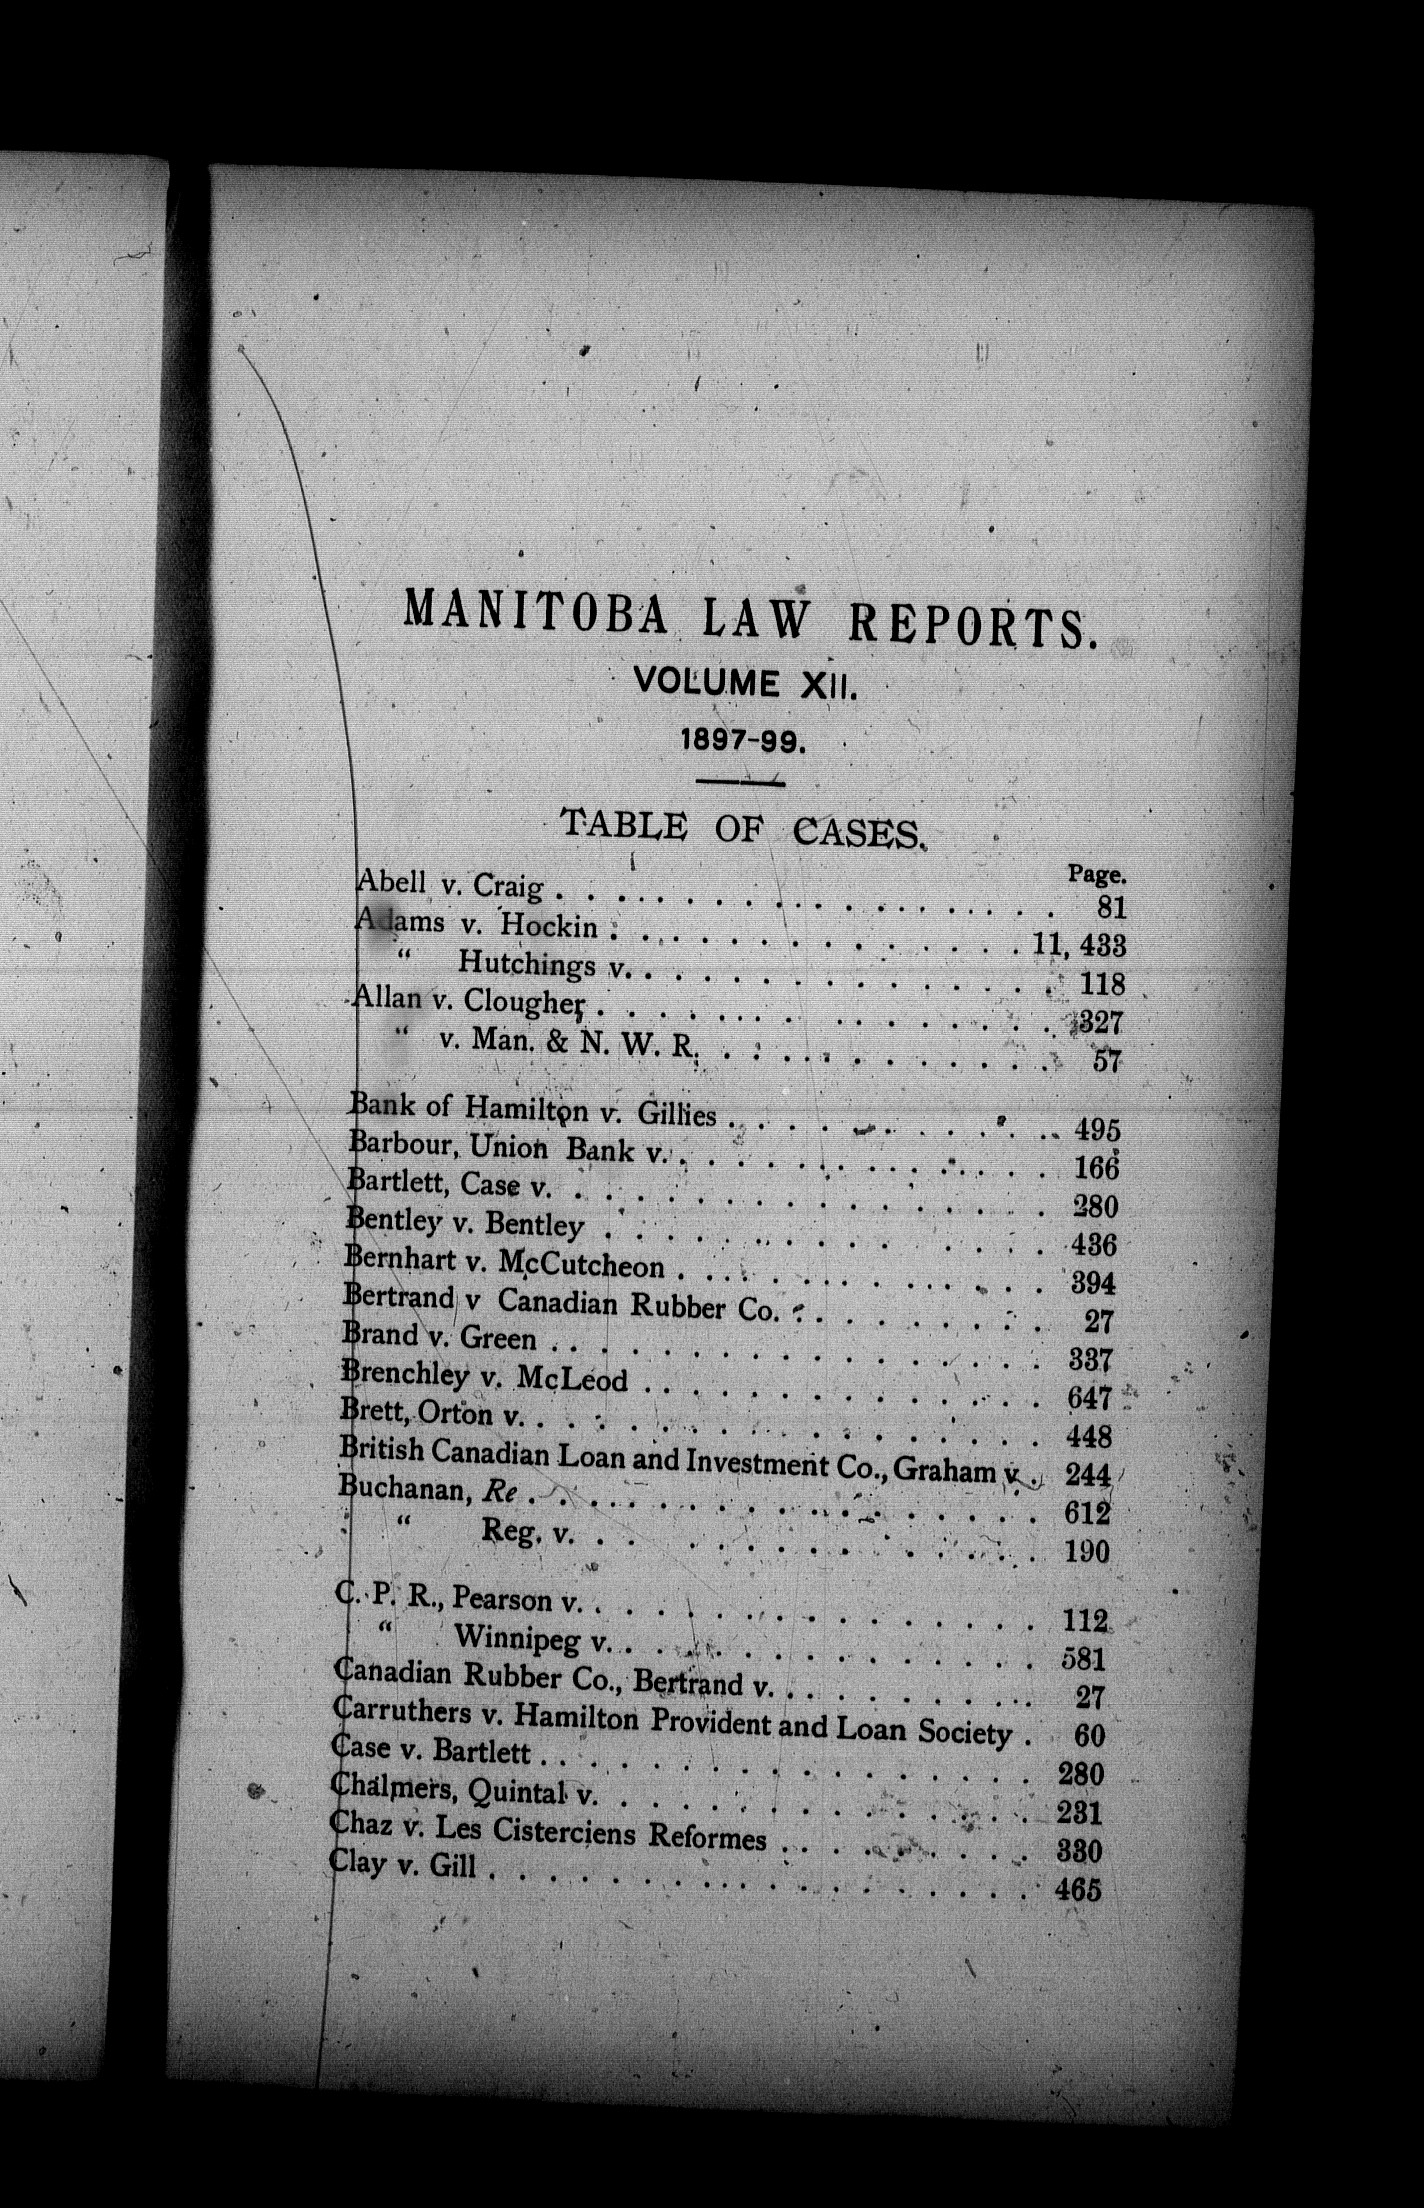 MANITOBA LAW REPORTS.
VOLUME XII.
1897-99.
TABLE OF CASES.
Page.
Abell v. Craig . . . . . . . . . . . . . . . . . 81
Adams v. Hockin . . . . . . . . . . . . . . 11, 433
“ Hutchings v. . . . . . . . . . . . . . . . 118
Allan v. Clougher . . . . . . . . . . . . . . . 327
“ v. Man. & N. W. R. . . . . . . . . . . . . 57
Bank of Hamilton v. Gillies . . . . . . . . . . . 495
Barbour, Union Bank v. . . . . . . . . . . . . . 166
Bartlett, Case v. . . . . . . . . . . . . . . . . 280
Bentley v. Bentley . . . . . . . . . . . . . . . 436
Bernhart v. McCutcheon . . . . . . . . . . . . . 394
Bertrand v Canadian Rubber Co. . . . . . . . . . 27
Brand v. Green . . . . . . . . . . . . . . . . . 337
Brenchley v. McLeod . . . . . . . . . . . . . . 647
Brett, Orton v. . . . . . . . . . . . . . . . . . 448
British Canadian Loan and Investment Co., Graham v . 244
Buchanan, Re . . . . . . . . . . . . . . . . . 612
“ Reg. v. . . . . . . . . . . . . . . . 190
C. P. R., Pearson v. . . . . . . . . . . . . . . . 112
“ Winnipeg v. . . . . . . . . . . . . . . 581
Canadian Rubber Co., Bertrand v. . . . . . . . . . 27
Carruthers v. Hamilton Provident and Loan Society . 60
Case v. Bartlett . . . . . . . . . . . . . . . . . 280
Chalmers, Quintal v. . . . . . . . . . . . . . . . 231
Chaz v. Les Cisterciens Reformes . . . . . . . . . 330
Clay v. Gill . . . . . . . . . . . . . . . . . . 465